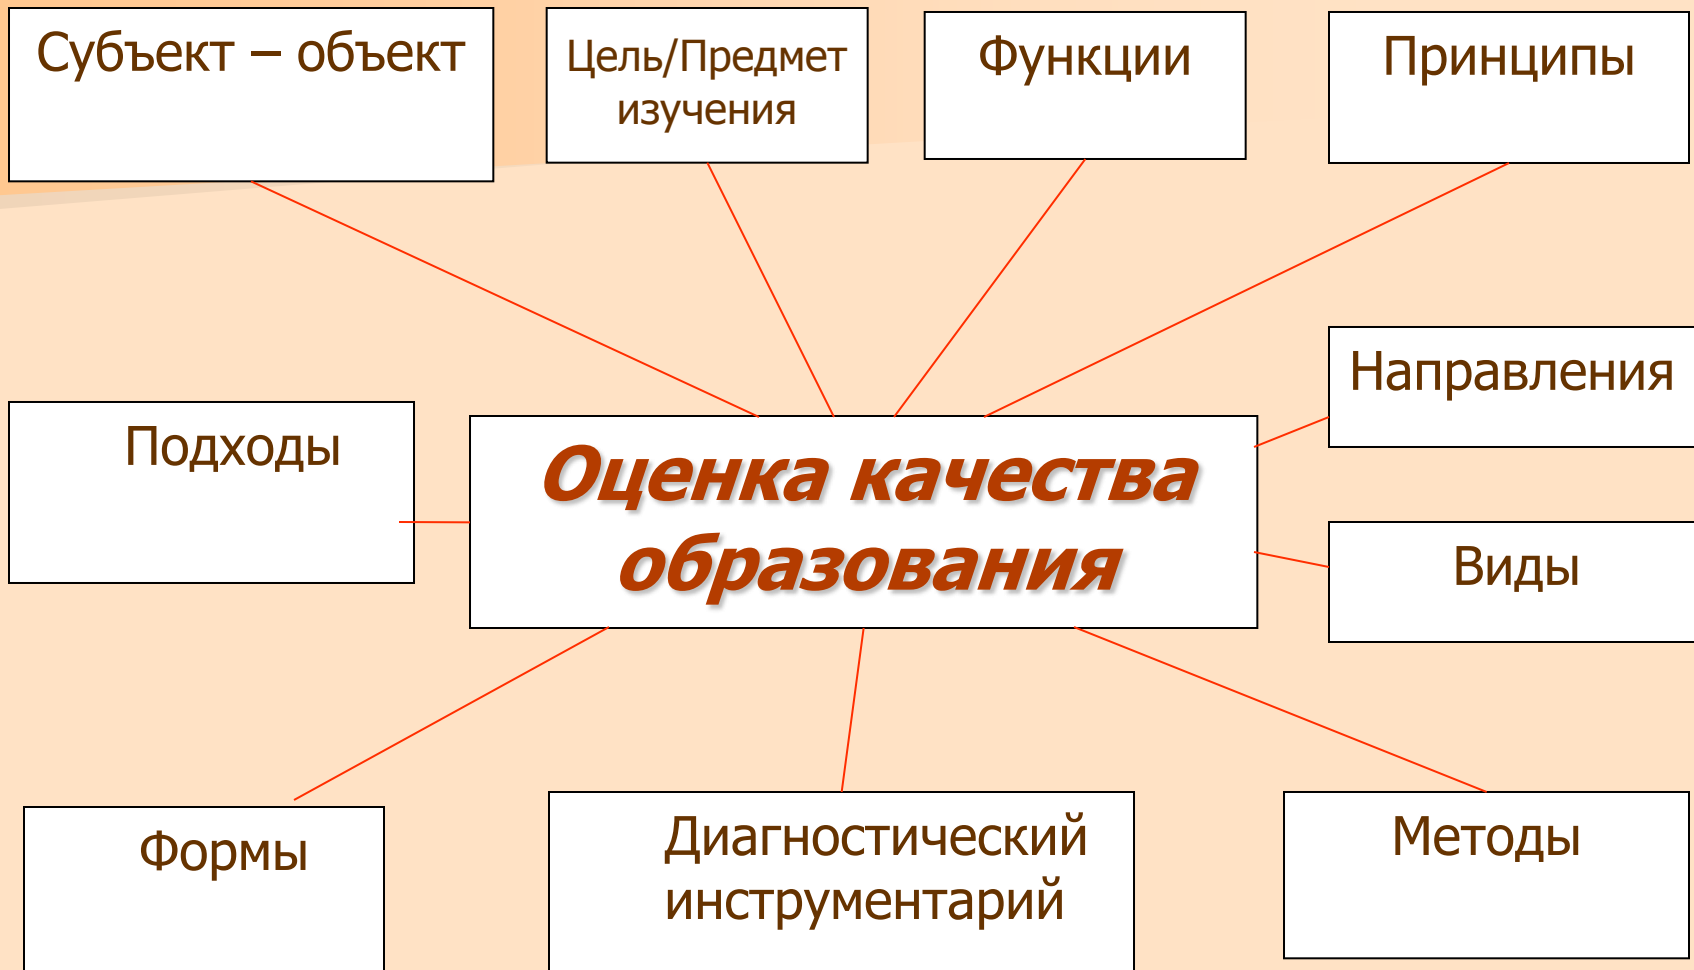 Субъект – объект
Цель/Предмет
изучения
Функции
Принципы
Направления
Подходы
Оценка качества
образования
Виды
Формы
Диагностический
инструментарий
Методы